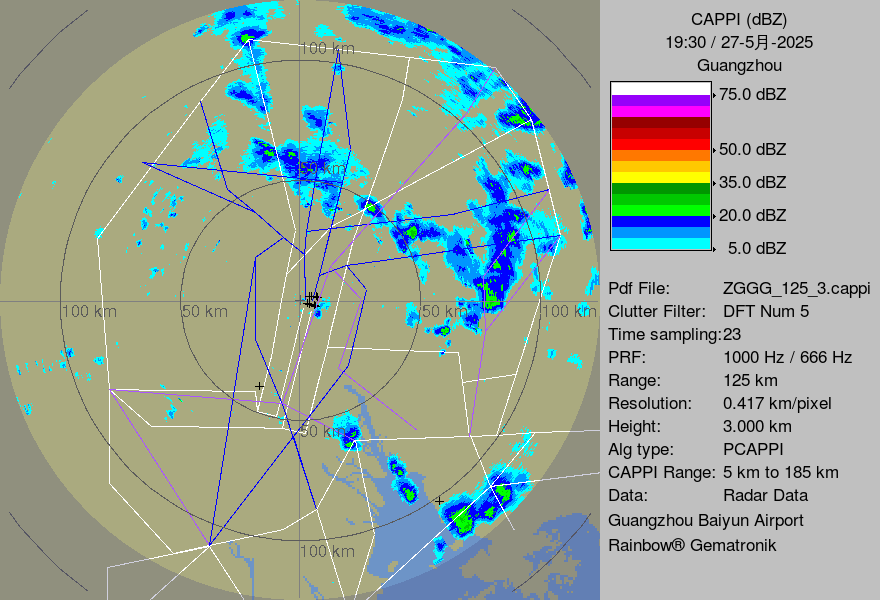 CAPPI (dBZ)
19:30 / 27-5月-2025
Guangzhou
75.0 dBZ
50.0 dBZ
35.0 dBZ
20.0 dBZ
5.0 dBZ
Pdf File: ZGGG_125_3.cappi
Clutter Filter: DFT Num 5
Time sampling:23
PRF: 1000 Hz / 666 Hz
Range: 125 km
Resolution: 0.417 km/pixel
Height: 3.000 km
Alg type: PCAPPI
CAPPI Range: 5 km to 185 km
Data: Radar Data
Guangzhou Baiyun Airport
Rainbow® Gematronik
100 km
50 km
100 km
50 km
50 km
100 km
50 km
100 km